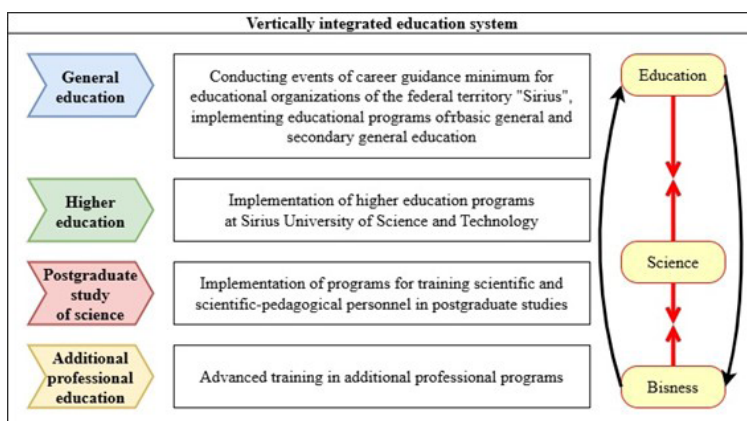 Vertically integrated education system
General
education
Conducting events of career guidance minimum for
educational organizations of the federal territory "Sirius",
implementing educational programs ofrbasic general and
secondary general education
Education
Higher
education
Implementation of higher education programs
at Sirius University of Science and Technology
Science
Postgraduate
study
of science
Implementation of programs for training scientific and
scientific-pedagogical personnel in postgraduate studies
Additional
professional
education
Advanced training in additional professional programs
Bisness